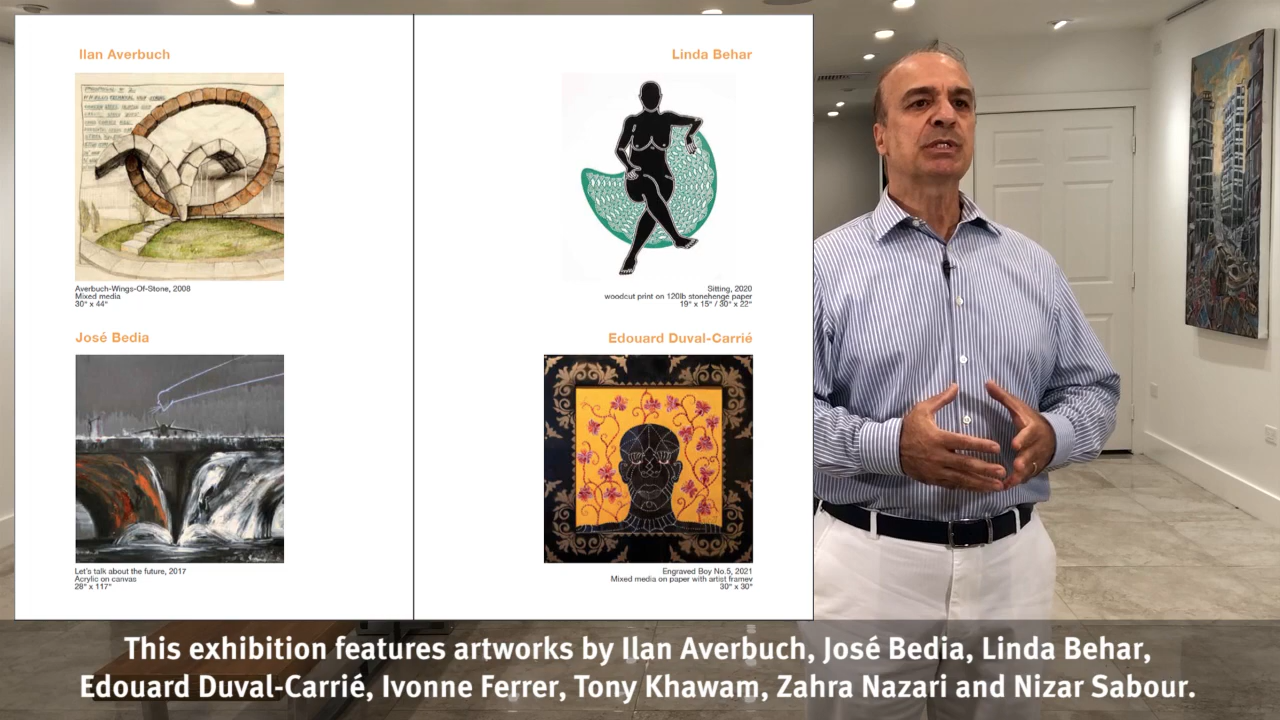 Ilan Averbuch
Averbuch-Wings-Of-Stone, 2008
Mixed media
30" x 44"
José Bedia
Let's talk about the future, 2017
Acrylic on canvas
28" x 117"
Linda Behar
Sitting, 2020
woodcut print on 120lb stonehenge paper
19" x 15" / 30" x 22"
Edouard Duval-Carrié
Engraved Boy No.5, 2021
Mixed media on paper with artist framev
30" x 30"
This exhibition features artworks by Ilan Averbuch, José Bedia, Linda Behar,
Edouard Duval-Carrié, Ivonne Ferrer, Tony Khawam, Zahra Nazari and Nizar Sabour.